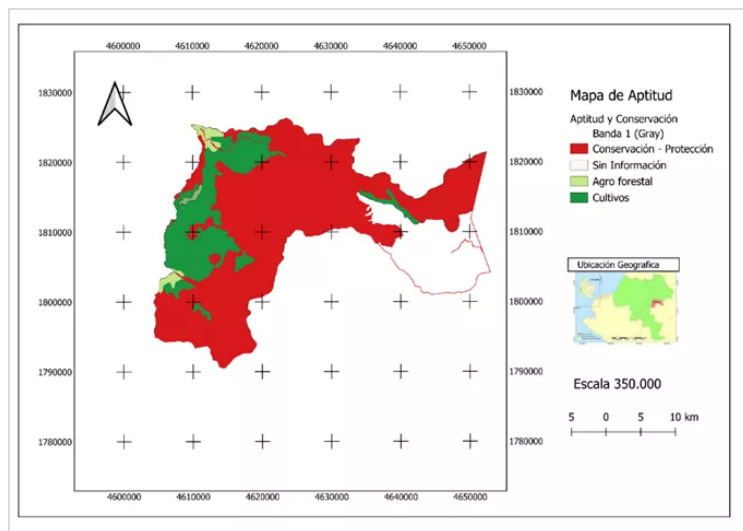 4600000 4610000 4620000 4630000 4640000 4650000
1830000 1830000
1820000 1820000
1810000 1810000
1800000 1800000
1790000 1790000
1780000 1780000
4600000 4610000 4620000 4630000 4640000 4650000
Mapa de Aptitud
Aptitud y Conservación
Banda 1 (Gray)
Conservación - Protección
Sin Información
Agro forestal
Cultivos
Ubicación Geografica
Escala 350.000
5 0 5 10 km